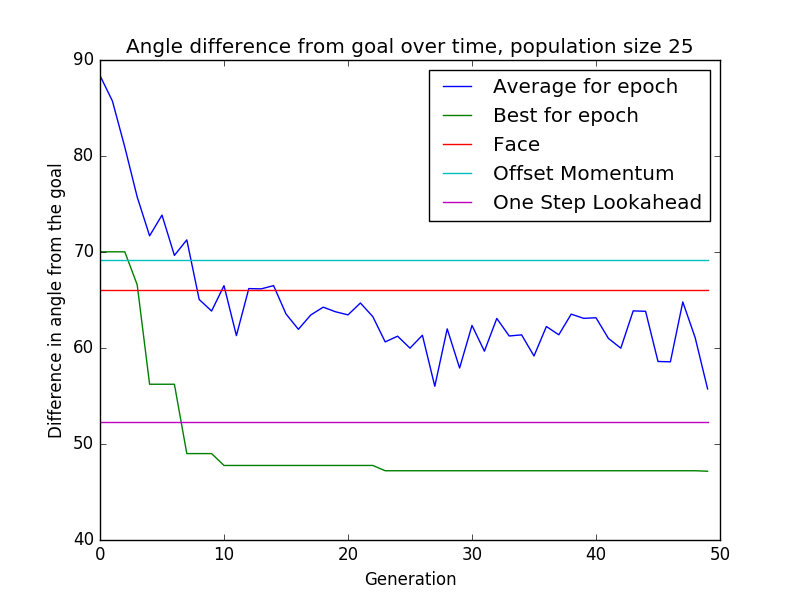 Angle difference from goal over time, population size 25
90
80
70
60
50
40
Difference in angle from the goal
Average for epoch
Best for epoch
Face
Offset Momentum
One Step Lookahead
0
10
20
30
40
50
Generation